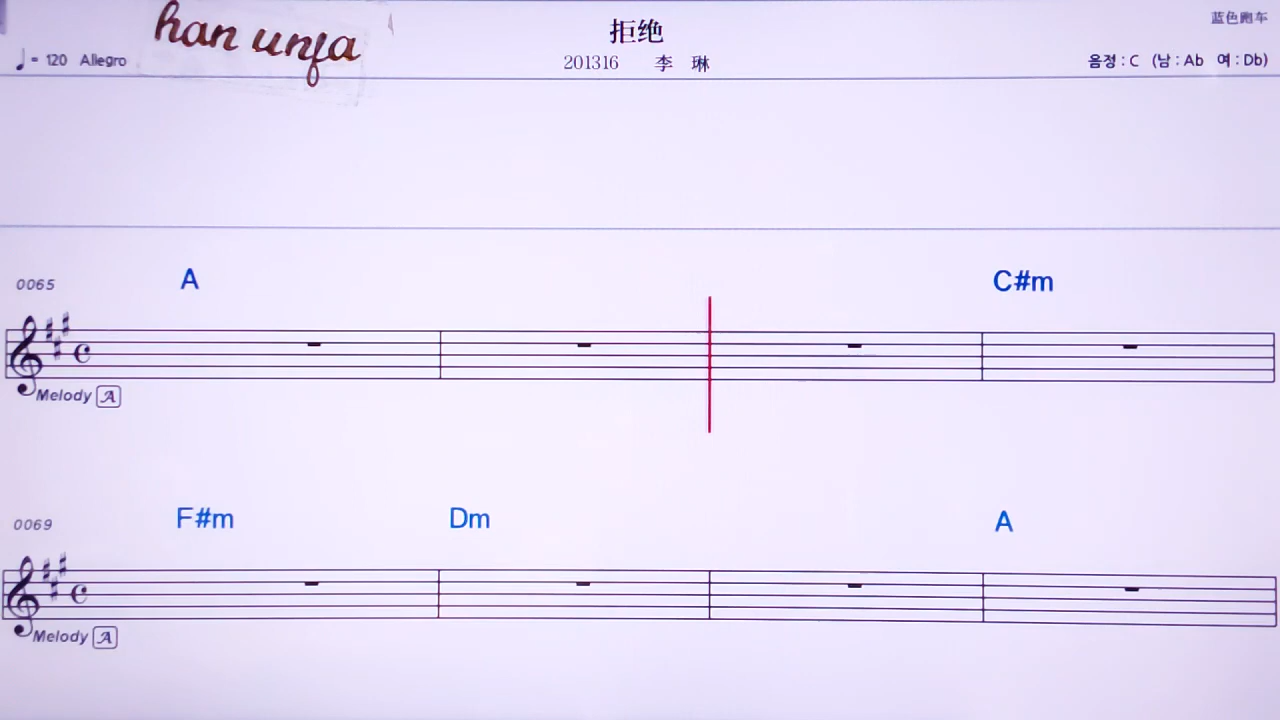 han unfa
拒绝
蓝色跑车
♩= 120 Allegro
201316 李 琳
음정 : C (남 : Ab 여 : Db)
0065 A C#m
Melody A
0069 F#m Dm A
Melody A